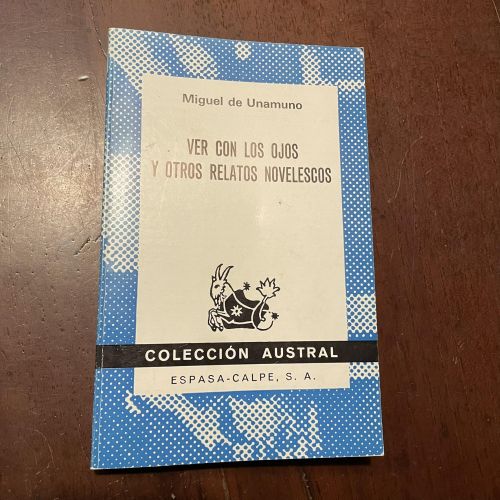 Miguel de Unamuno
VER CON LOS OJOS
Y OTROS RELATOS NOVELESCOS
COLECCIÓN AUSTRAL
ESPASA-CALPE, S. A.